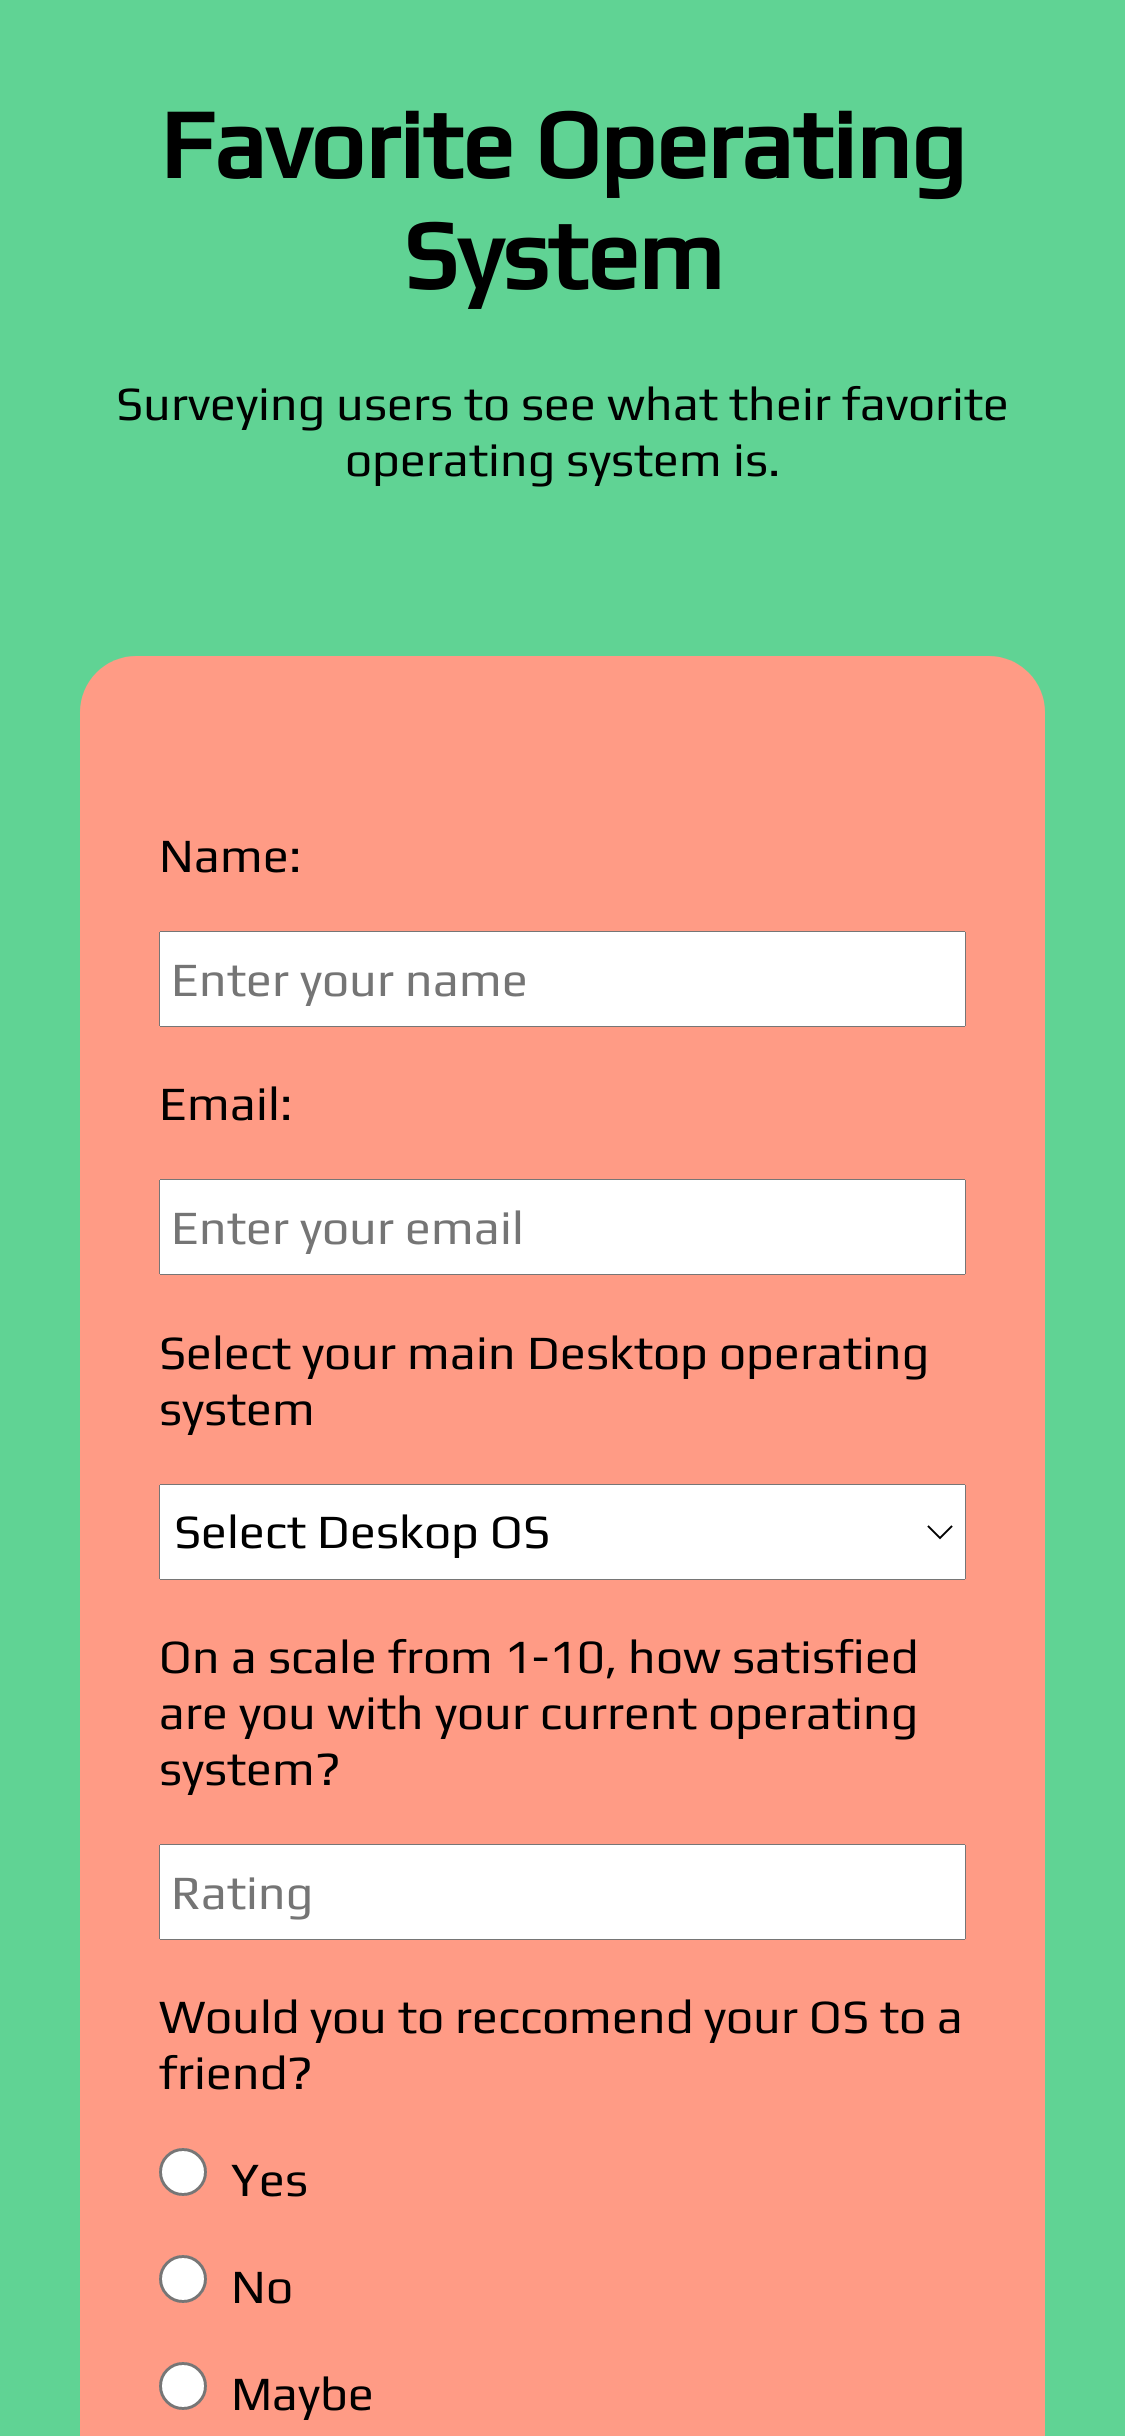 Favorite Operating
System
Surveying users to see what their favorite
operating system is.
Name:
Enter your name
Email:
Enter your email
Select your main Desktop operating
system
Select Deskop OS
On a scale from 1-10, how satisfied
are you with your current operating
system?
Rating
Would you to reccomend your OS to a
friend?
Yes
No
Maybe